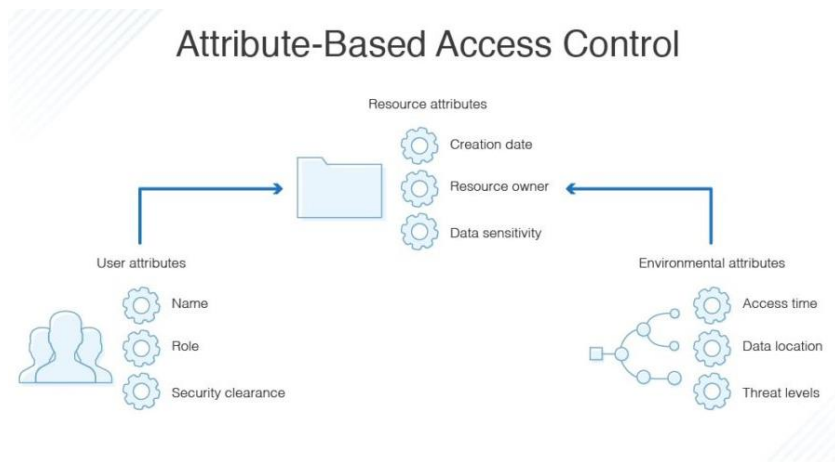 Attribute-Based Access Control
Resource attributes
Creation date
Resource owner
Data sensitivity
User attributes
Name
Role
Security clearance
Environmental attributes
Access time
Data location
Threat levels